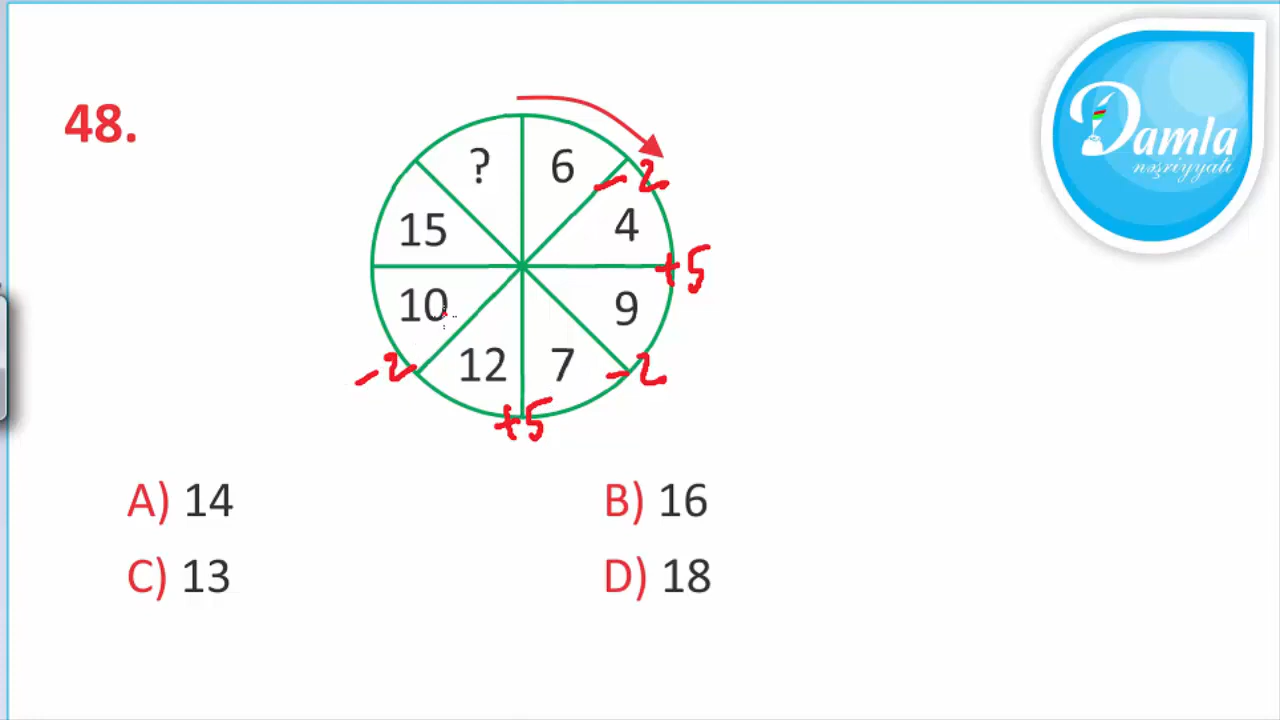 48.
Damla
nəşriyyatı
? 6
-2
15 4
+5
10 9
12 7
-2 -2
+5
A) 14 B) 16
C) 13 D) 18